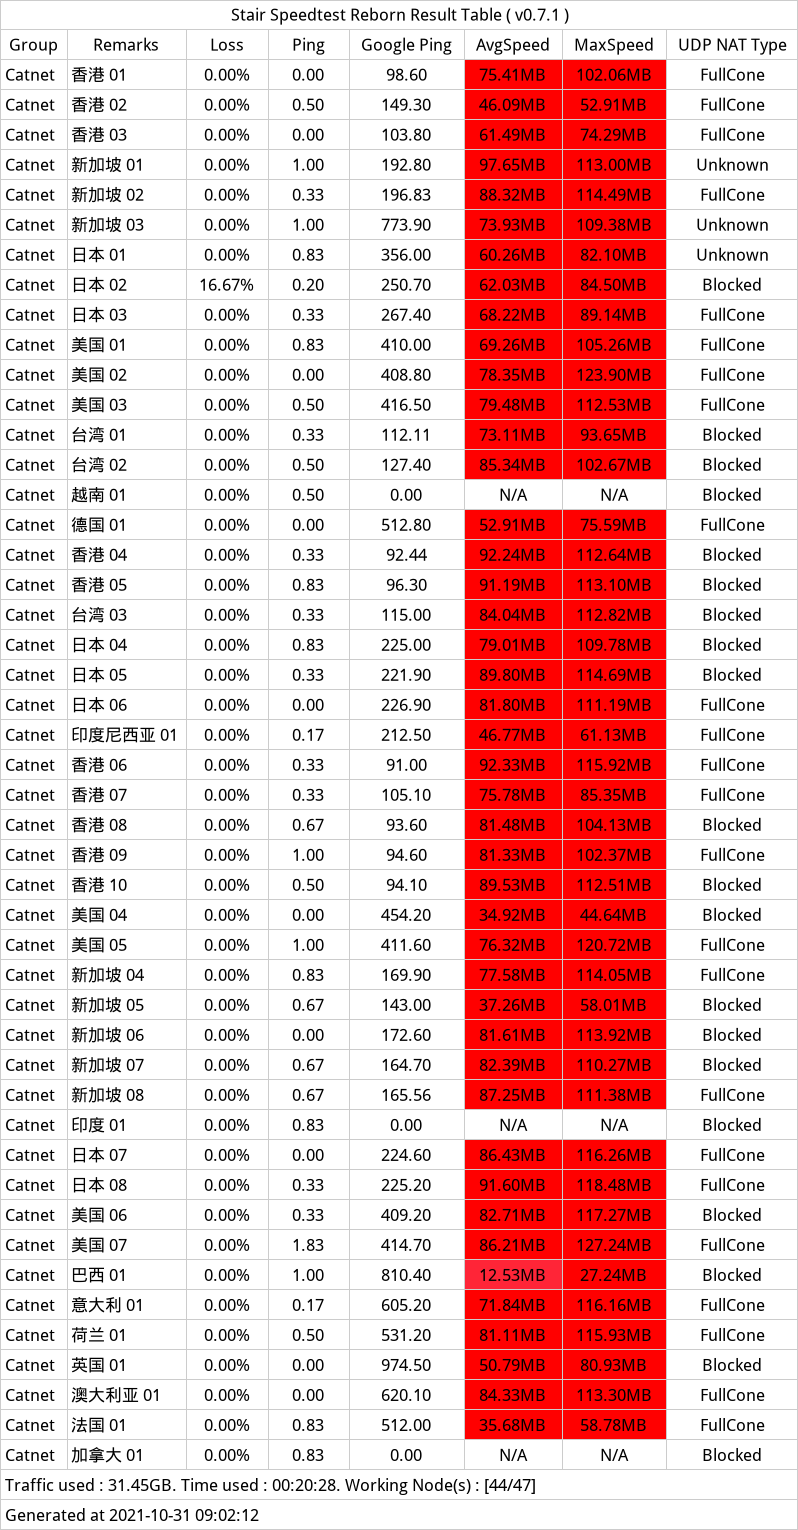 Stair Speedtest Reborn Result Table ( v0.7.1 )
Group Remarks Loss Ping Google Ping AvgSpeed MaxSpeed UDP NAT Type
Catnet 香港 01 0.00% 0.00 98.60 75.41MB 102.06MB FullCone
Catnet 香港 02 0.00% 0.50 149.30 46.09MB 52.91MB FullCone
Catnet 香港 03 0.00% 0.00 103.80 61.49MB 74.29MB FullCone
Catnet 新加坡 01 0.00% 1.00 192.80 97.65MB 113.00MB Unknown
Catnet 新加坡 02 0.00% 0.33 196.83 88.32MB 114.49MB FullCone
Catnet 新加坡 03 0.00% 1.00 773.90 73.93MB 109.38MB Unknown
Catnet 日本 01 0.00% 0.83 356.00 60.26MB 82.10MB Unknown
Catnet 日本 02 16.67% 0.20 250.70 62.03MB 84.50MB Blocked
Catnet 日本 03 0.00% 0.33 267.40 68.22MB 89.14MB FullCone
Catnet 美国 01 0.00% 0.83 410.00 69.26MB 105.26MB FullCone
Catnet 美国 02 0.00% 0.00 408.80 78.35MB 123.90MB FullCone
Catnet 美国 03 0.00% 0.50 416.50 79.48MB 112.53MB FullCone
Catnet 台湾 01 0.00% 0.33 112.11 73.11MB 93.65MB Blocked
Catnet 台湾 02 0.00% 0.50 127.40 85.34MB 102.67MB Blocked
Catnet 越南 01 0.00% 0.50 0.00 N/A N/A Blocked
Catnet 德国 01 0.00% 0.00 512.80 52.91MB 75.59MB FullCone
Catnet 香港 04 0.00% 0.33 92.44 92.24MB 112.64MB Blocked
Catnet 香港 05 0.00% 0.83 96.30 91.19MB 113.10MB Blocked
Catnet 台湾 03 0.00% 0.33 115.00 84.04MB 112.82MB Blocked
Catnet 日本 04 0.00% 0.83 225.00 79.01MB 109.78MB Blocked
Catnet 日本 05 0.00% 0.33 221.90 89.80MB 114.69MB Blocked
Catnet 日本 06 0.00% 0.00 226.90 81.80MB 111.19MB FullCone
Catnet 印度尼西亚 01 0.00% 0.17 212.50 46.77MB 61.13MB FullCone
Catnet 香港 06 0.00% 0.33 91.00 92.33MB 115.92MB FullCone
Catnet 香港 07 0.00% 0.33 105.10 75.78MB 85.35MB FullCone
Catnet 香港 08 0.00% 0.67 93.60 81.48MB 104.13MB Blocked
Catnet 香港 09 0.00% 1.00 94.60 81.33MB 102.37MB FullCone
Catnet 香港 10 0.00% 0.50 94.10 89.53MB 112.51MB Blocked
Catnet 美国 04 0.00% 0.00 454.20 34.92MB 44.64MB Blocked
Catnet 美国 05 0.00% 1.00 411.60 76.32MB 120.72MB FullCone
Catnet 新加坡 04 0.00% 0.83 169.90 77.58MB 114.05MB FullCone
Catnet 新加坡 05 0.00% 0.67 143.00 37.26MB 58.01MB Blocked
Catnet 新加坡 06 0.00% 0.00 172.60 81.61MB 113.92MB Blocked
Catnet 新加坡 07 0.00% 0.67 164.70 82.39MB 110.27MB Blocked
Catnet 新加坡 08 0.00% 0.67 165.56 87.25MB 111.38MB FullCone
Catnet 印度 01 0.00% 0.83 0.00 N/A N/A Blocked
Catnet 日本 07 0.00% 0.00 224.60 86.43MB 116.26MB FullCone
Catnet 日本 08 0.00% 0.33 225.20 91.60MB 118.48MB FullCone
Catnet 美国 06 0.00% 0.33 409.20 82.71MB 117.27MB Blocked
Catnet 美国 07 0.00% 1.83 414.70 86.21MB 127.24MB FullCone
Catnet 巴西 01 0.00% 1.00 810.40 12.53MB 27.24MB Blocked
Catnet 意大利 01 0.00% 0.17 605.20 71.84MB 116.16MB FullCone
Catnet 荷兰 01 0.00% 0.50 531.20 81.11MB 115.93MB FullCone
Catnet 英国 01 0.00% 0.00 974.50 50.79MB 80.93MB Blocked
Catnet 澳大利亚 01 0.00% 0.00 620.10 84.33MB 113.30MB FullCone
Catnet 法国 01 0.00% 0.83 512.00 35.68MB 58.78MB FullCone
Catnet 加拿大 01 0.00% 0.83 0.00 N/A N/A Blocked
Traffic used : 31.45GB. Time used : 00:20:28. Working Node(s) : [44/47]
Generated at 2021-10-31 09:02:12